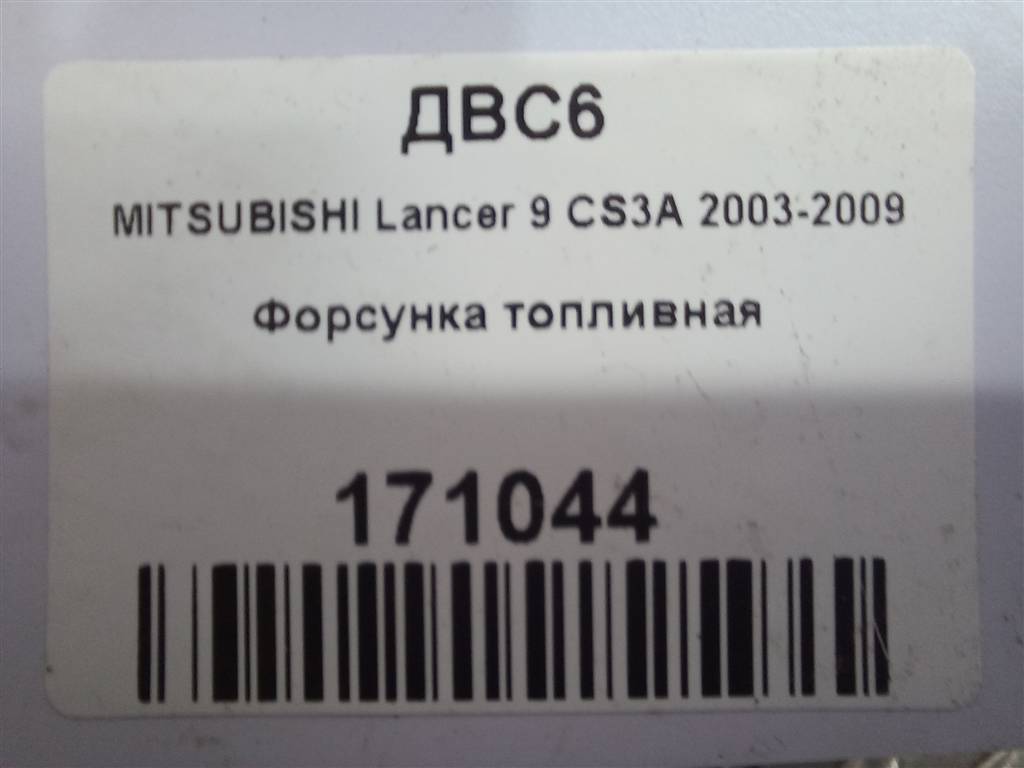 ДВС6
MITSUBISHI Lancer 9 CS3A 2003-2009
Форсунка топливная
171044